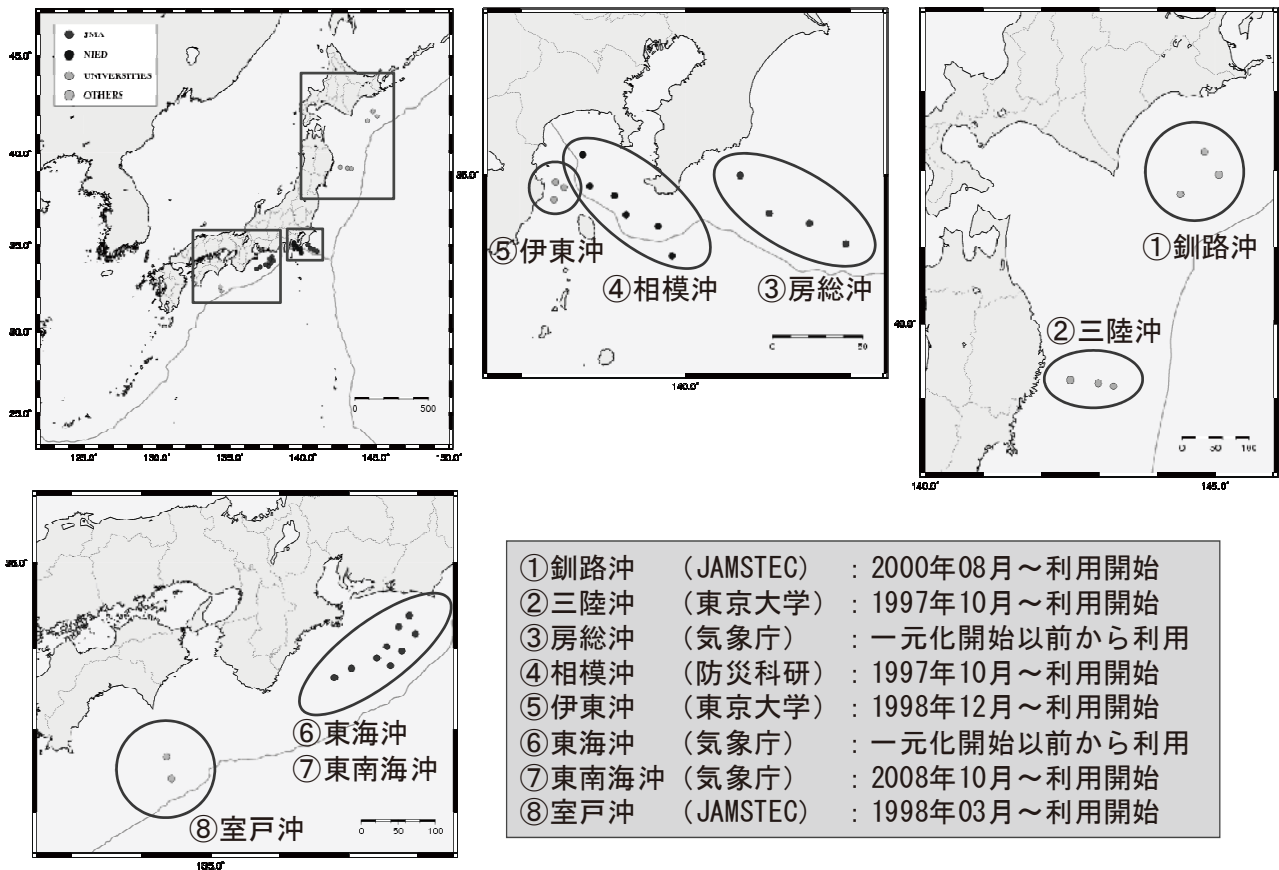 45.0°
40.0°
35.0°
30.0°
25.0°
125.0°
130.0°
135.0°
140.0°
145.0°
150.0°
JMA
NIED
UNIVERSITIES
OTHERS
0
500
35.0°
⑤伊東沖
④相模沖
③房総沖
0
50
140.0°
①釧路沖
40.0°
②三陸沖
0
50
100
140.0°
145.0°
35.0°
⑥東海沖
⑦東南海沖
⑧室戸沖
0
50
100
135.0°
①釧路沖 （JAMSTEC） : 2000年08月～利用開始
②三陸沖 （東京大学） : 1997年10月～利用開始
③房総沖 （気象庁） : 一元化開始以前から利用
④相模沖 （防災科研） : 1997年10月～利用開始
⑤伊東沖 （東京大学） : 1998年12月～利用開始
⑥東海沖 （気象庁） : 一元化開始以前から利用
⑦東南海沖 （気象庁） : 2008年10月～利用開始
⑧室戸沖 （JAMSTEC） : 1998年03月～利用開始